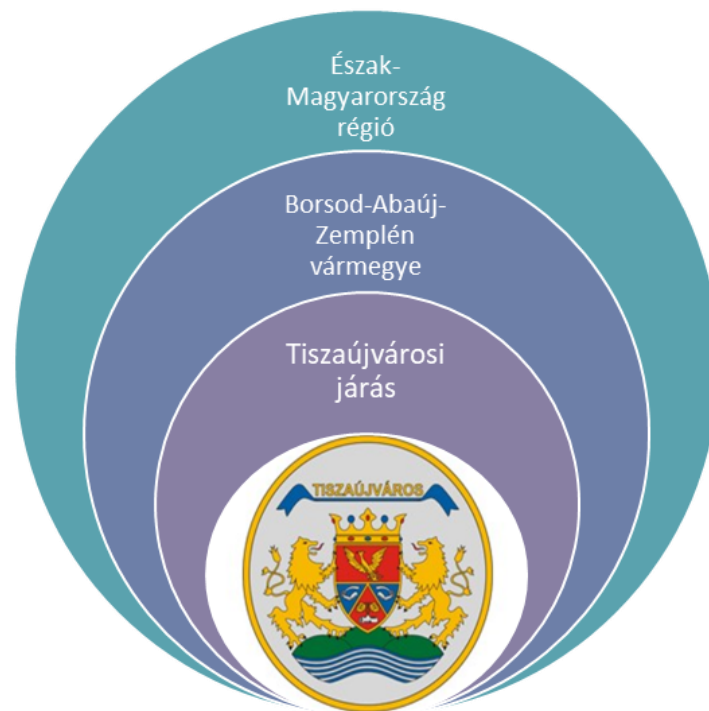 Észak-
Magyarország
régió
Borsod-Abaúj-
Zemplén
vármegye
Tiszaújvárosi
járás
TISZAÚJVÁROS